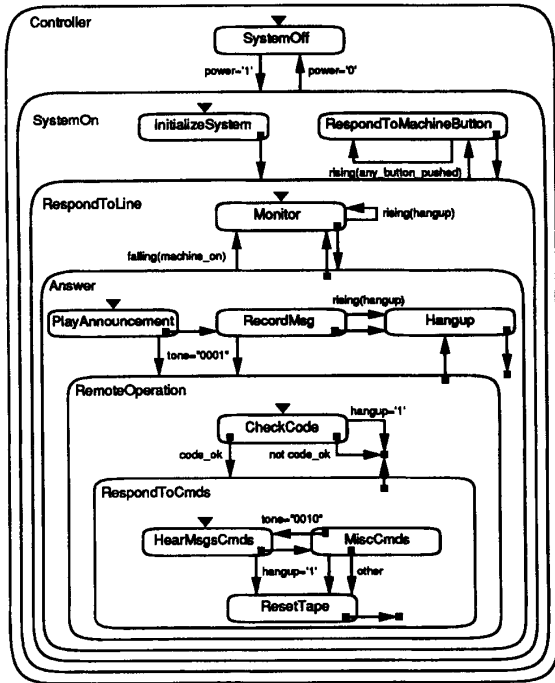 Controller
SystemOff
power='1'
power='0'
SystemOn
InitializeSystem
RespondToMachineButton
rising(any_button_pushed)
RespondToLine
Monitor
rising(hangup)
falling(machine_on)
Answer
rising(hangup)
PlayAnnouncement
RecordMsg
Hangup
tone="0001"
RemoteOperation
CheckCode
hangup='1'
code_ok
not code_ok
RespondToCmds
tone="0010"
HearMsgsCmds
MiscCmds
hangup='1'
other
ResetTape